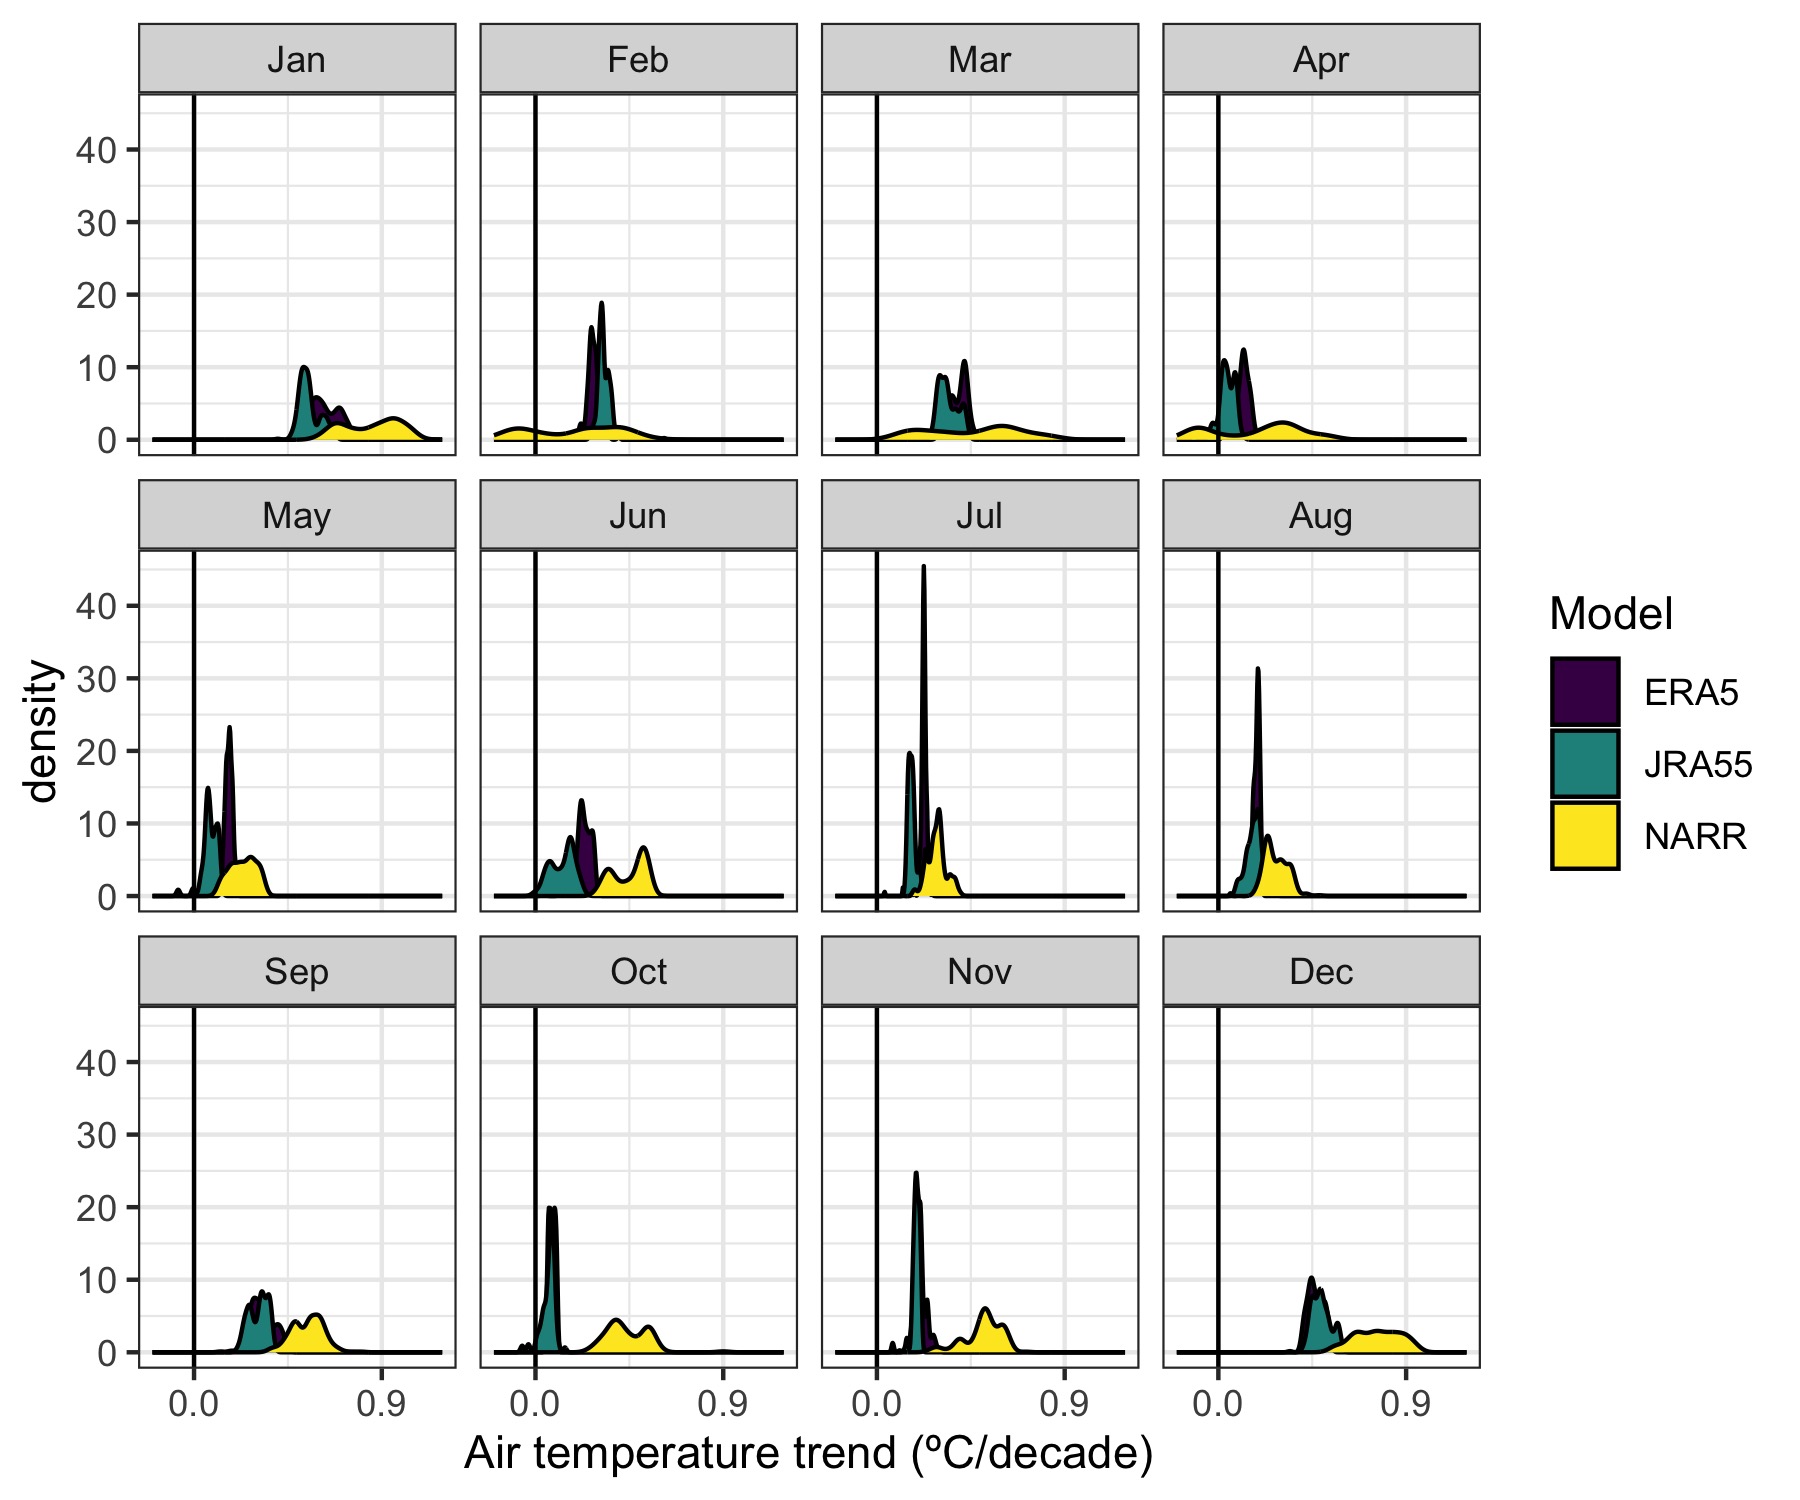 Jan Feb Mar Apr
40
30
20
10
0
May Jun Jul Aug
40
30
20
10
0
Sep Oct Nov Dec
40
30
20
10
0
0.0 0.9 0.0 0.9 0.0 0.9 0.0 0.9
Air temperature trend (ºC/decade)
density
Model
ERA5
JRA55
NARR